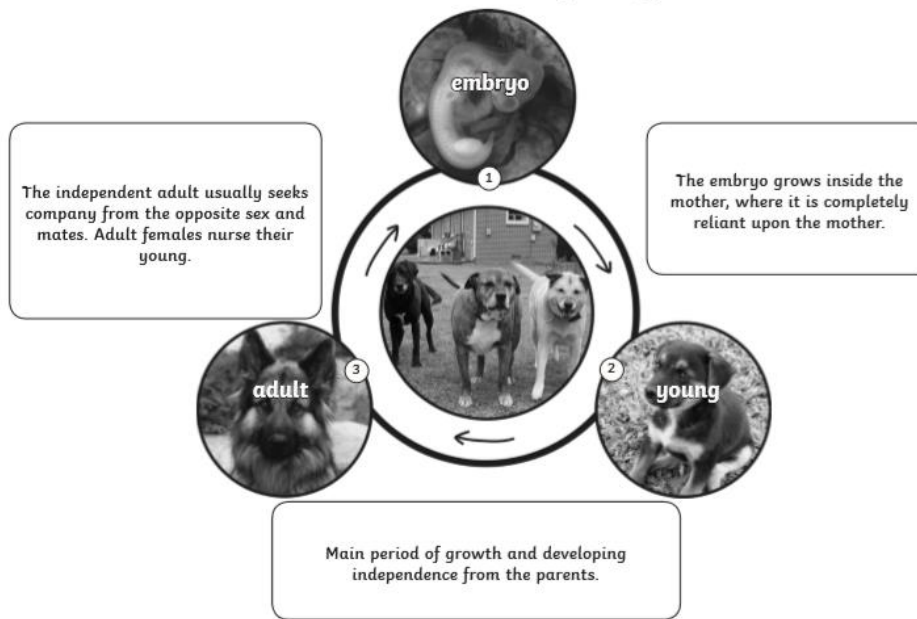 embryo
1
The independent adult usually seeks
company from the opposite sex and
mates. Adult females nurse their
young.
The embryo grows inside the
mother, where it is completely
reliant upon the mother.
3
adult
2
young
Main period of growth and developing
independence from the parents.